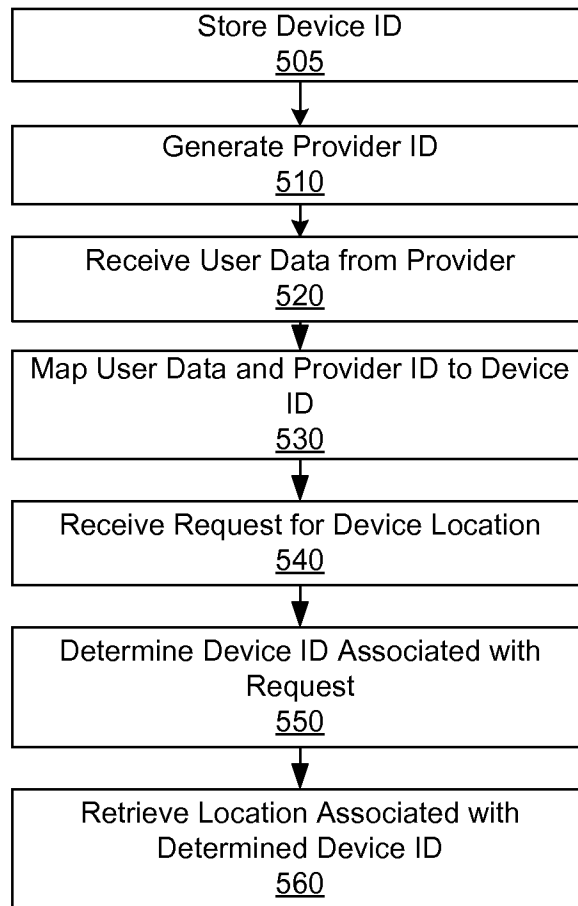 Store Device ID
505
Generate Provider ID
510
Receive User Data from Provider
520
Map User Data and Provider ID to Device
ID
530
Receive Request for Device Location
540
Determine Device ID Associated with
Request
550
Retrieve Location Associated with
Determined Device ID
560